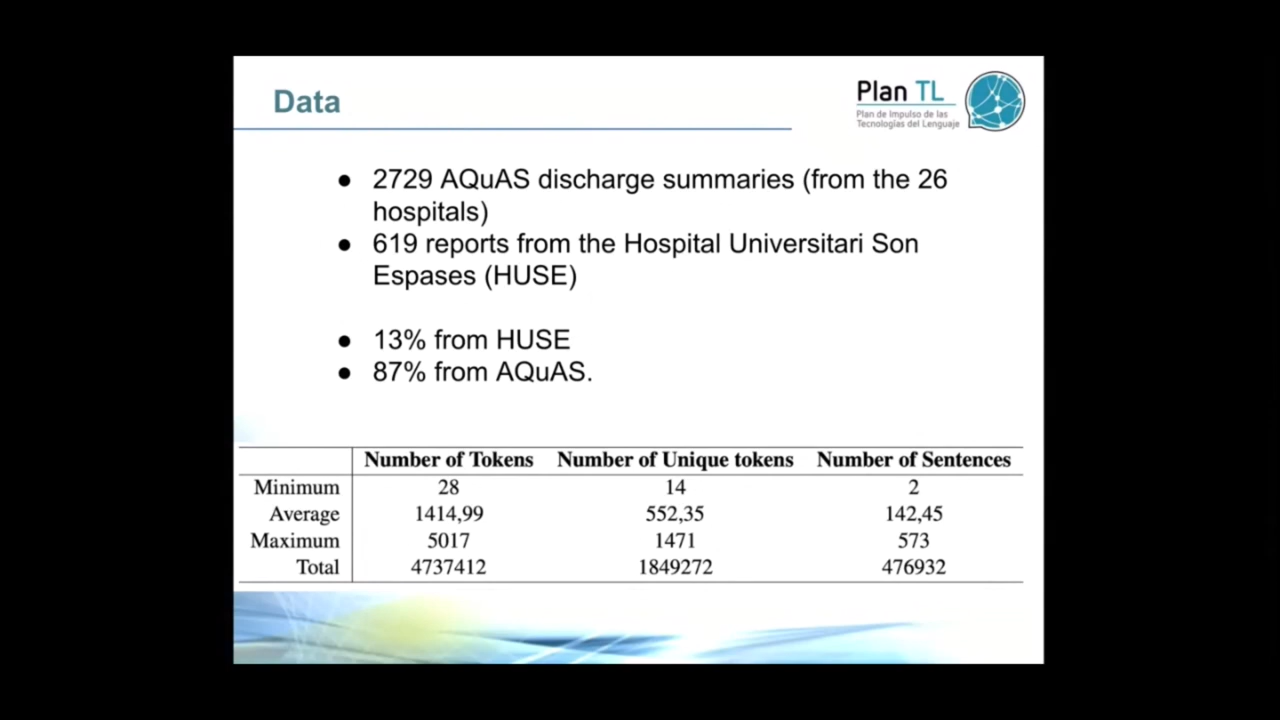 Data
Plan TL
Plan de Impulso de las
Tecnologías del Lenguaje
● 2729 AQuAS discharge summaries (from the 26
hospitals)
● 619 reports from the Hospital Universitari Son
Espases (HUSE)
● 13% from HUSE
● 87% from AQuAS.
Number of Tokens Number of Unique tokens Number of Sentences
Minimum 28 14 2
Average 1414,99 552,35 142,45
Maximum 5017 1471 573
Total 4737412 1849272 476932